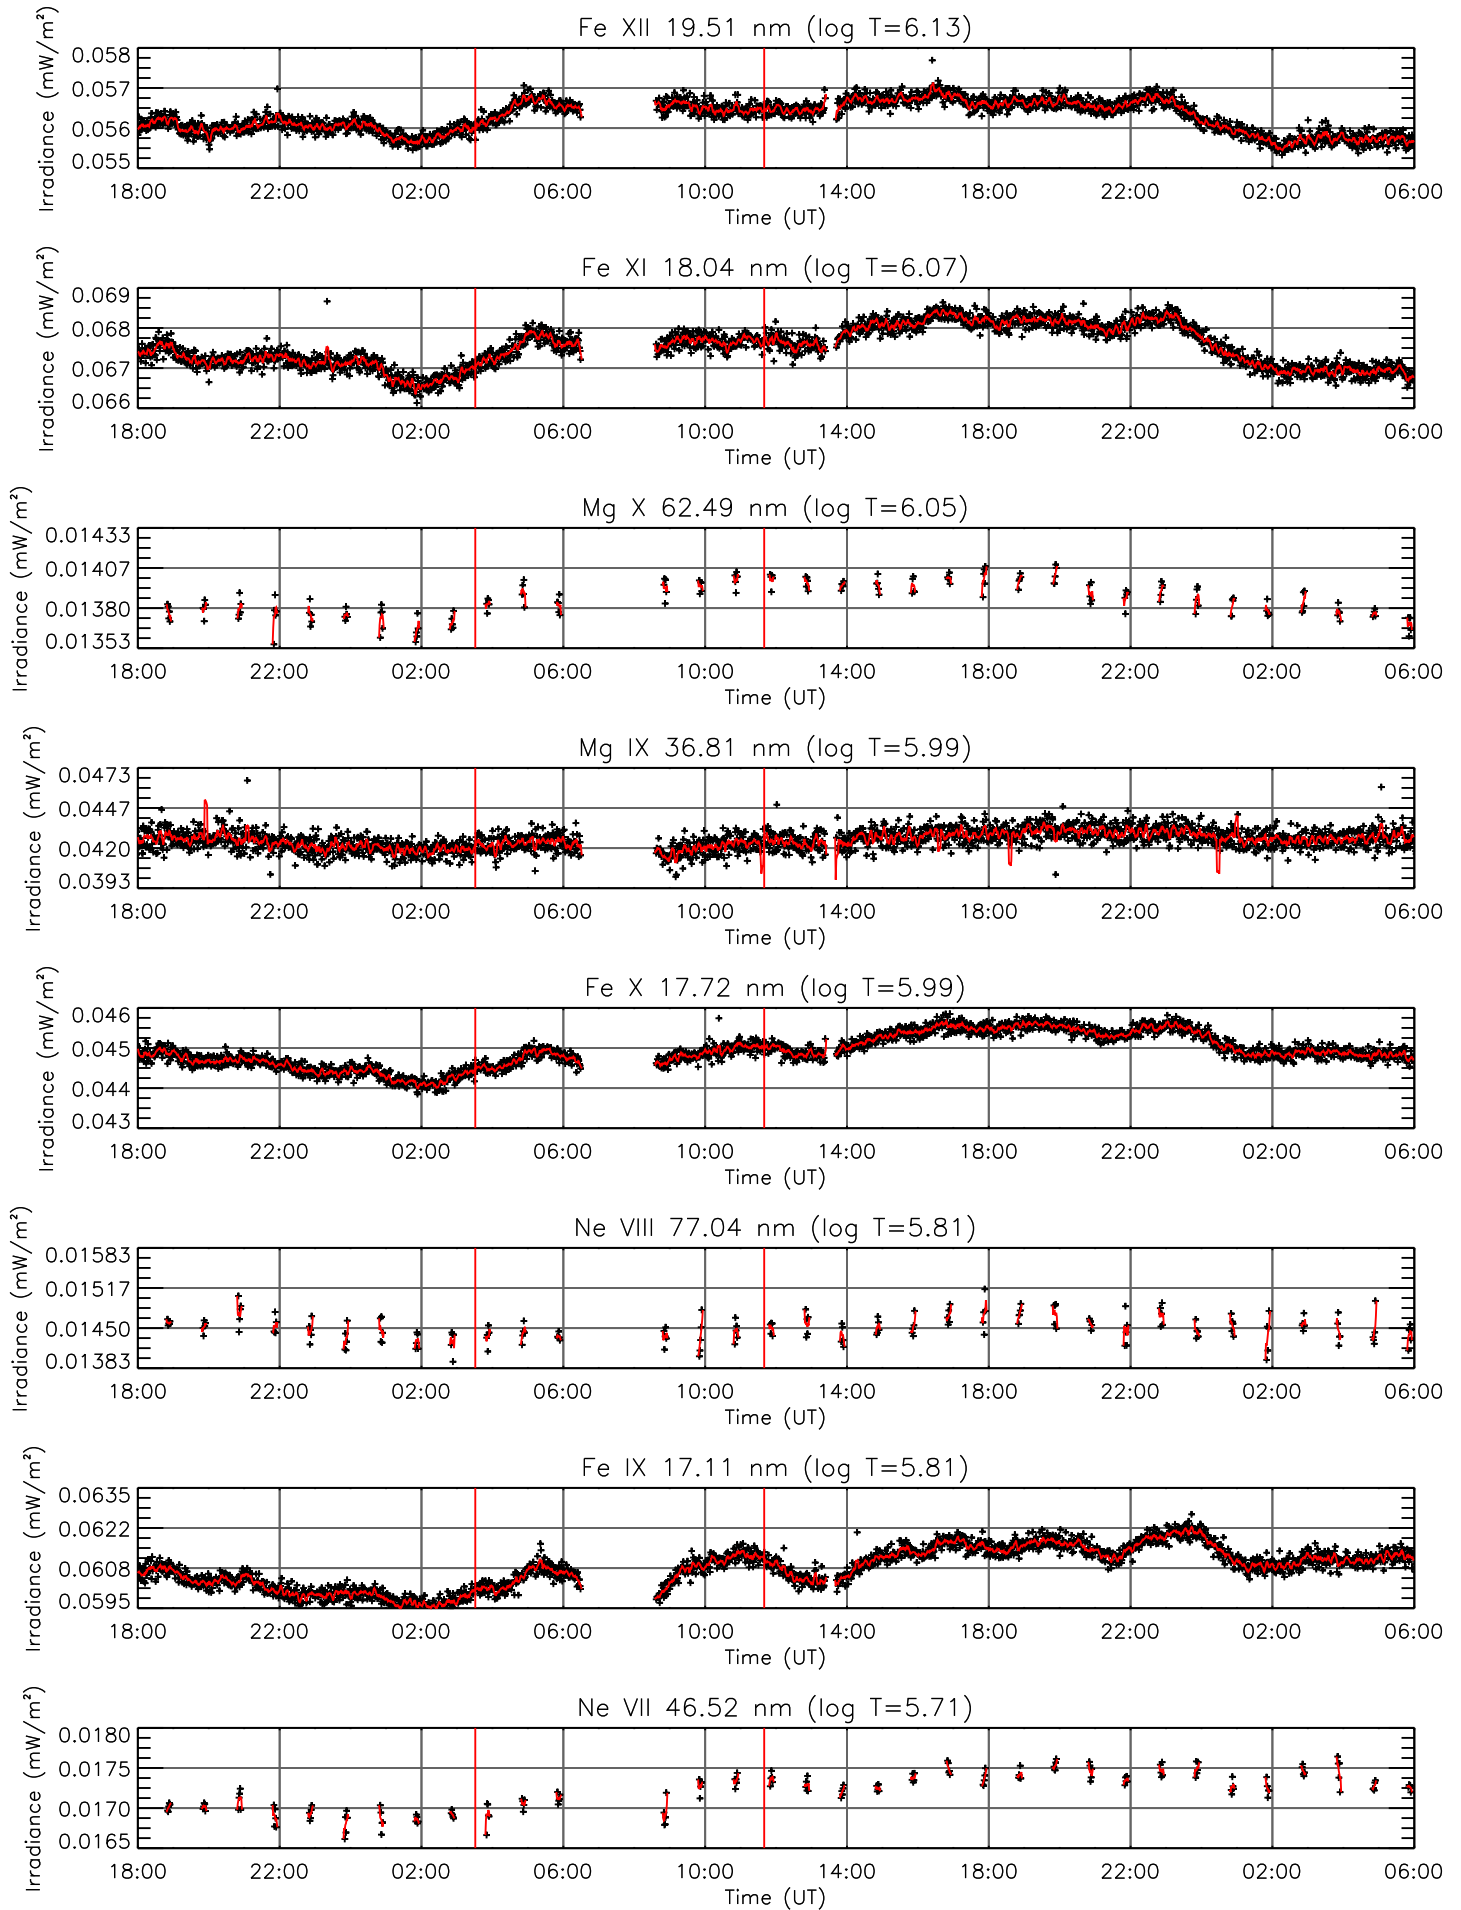 Fe XII 19.51 nm (log T=6.13)
Irradiance (mW/m²)
0.058
0.057
0.056
0.055
18:00 22:00 02:00 06:00 10:00 14:00 18:00 22:00 02:00 06:00
Time (UT)
Fe XI 18.04 nm (log T=6.07)
Irradiance (mW/m²)
0.069
0.068
0.067
0.066
18:00 22:00 02:00 06:00 10:00 14:00 18:00 22:00 02:00 06:00
Time (UT)
Mg X 62.49 nm (log T=6.05)
Irradiance (mW/m²)
0.01433
0.01407
0.01380
0.01353
18:00 22:00 02:00 06:00 10:00 14:00 18:00 22:00 02:00 06:00
Time (UT)
Mg IX 36.81 nm (log T=5.99)
Irradiance (mW/m²)
0.0473
0.0447
0.0420
0.0393
18:00 22:00 02:00 06:00 10:00 14:00 18:00 22:00 02:00 06:00
Time (UT)
Fe X 17.72 nm (log T=5.99)
Irradiance (mW/m²)
0.046
0.045
0.044
0.043
18:00 22:00 02:00 06:00 10:00 14:00 18:00 22:00 02:00 06:00
Time (UT)
Ne VIII 77.04 nm (log T=5.81)
Irradiance (mW/m²)
0.01583
0.01517
0.01450
0.01383
18:00 22:00 02:00 06:00 10:00 14:00 18:00 22:00 02:00 06:00
Time (UT)
Fe IX 17.11 nm (log T=5.81)
Irradiance (mW/m²)
0.0635
0.0622
0.0608
0.0595
18:00 22:00 02:00 06:00 10:00 14:00 18:00 22:00 02:00 06:00
Time (UT)
Ne VII 46.52 nm (log T=5.71)
Irradiance (mW/m²)
0.0180
0.0175
0.0170
0.0165
18:00 22:00 02:00 06:00 10:00 14:00 18:00 22:00 02:00 06:00
Time (UT)